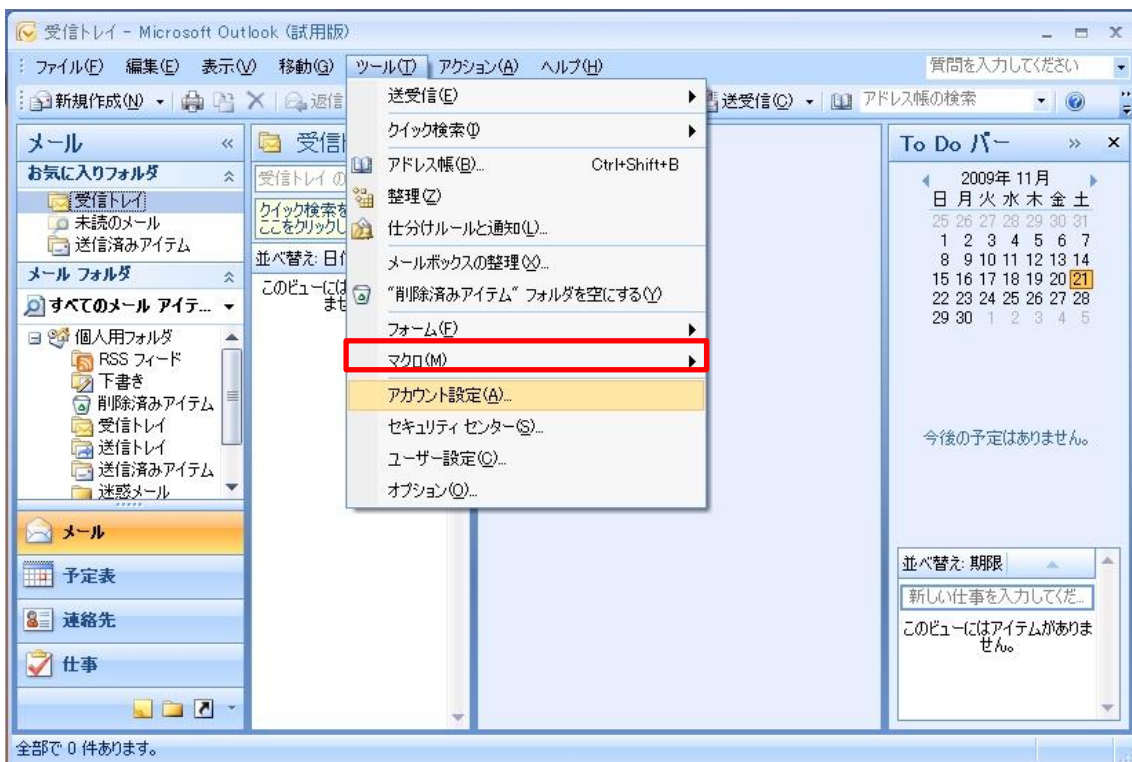 受信トレイ - Microsoft Outlook (試用版)
ファイル(F) 編集(E) 表示(V) 移動(G) ツール(T) アクション(A) ヘルプ(H) 質問を入力してください
新規作成(N) 返信 送受信(C) アドレス帳の検索
送受信(E)
クイック検索(I)
アドレス帳(B)... Ctrl+Shift+B
整理(Z)
仕分けルールと通知(L)...
メールボックスの整理(X)...
"削除済みアイテム" フォルダを空にする(Y)
フォーム(F)
マクロ(M)
アカウント設定(A)...
セキュリティ センター(S)...
ユーザー設定(C)...
オプション(O)...
メール
お気に入りフォルダ
受信トレイ
未読のメール
送信済みアイテム
メール フォルダ
すべてのメール アイテ...
個人用フォルダ
RSS フィード
下書き
削除済みアイテム
受信トレイ
送信トレイ
送信済みアイテム
迷惑メール
メール
予定表
連絡先
仕事
受信
受信トレイ の
クイック検索を
ここをクリックし
並べ替え: 日付
このビューには
ませ
To Do バー
2009年 11月
日 月 火 水 木 金 土
25 26 27 28 29 30 31
1 2 3 4 5 6 7
8 9 10 11 12 13 14
15 16 17 18 19 20 21
22 23 24 25 26 27 28
29 30 1 2 3 4 5
今後の予定はありません。
並べ替え: 期限
新しい仕事を入力してくだ...
このビューにはアイテムがありま
せん。
全部で 0 件あります。